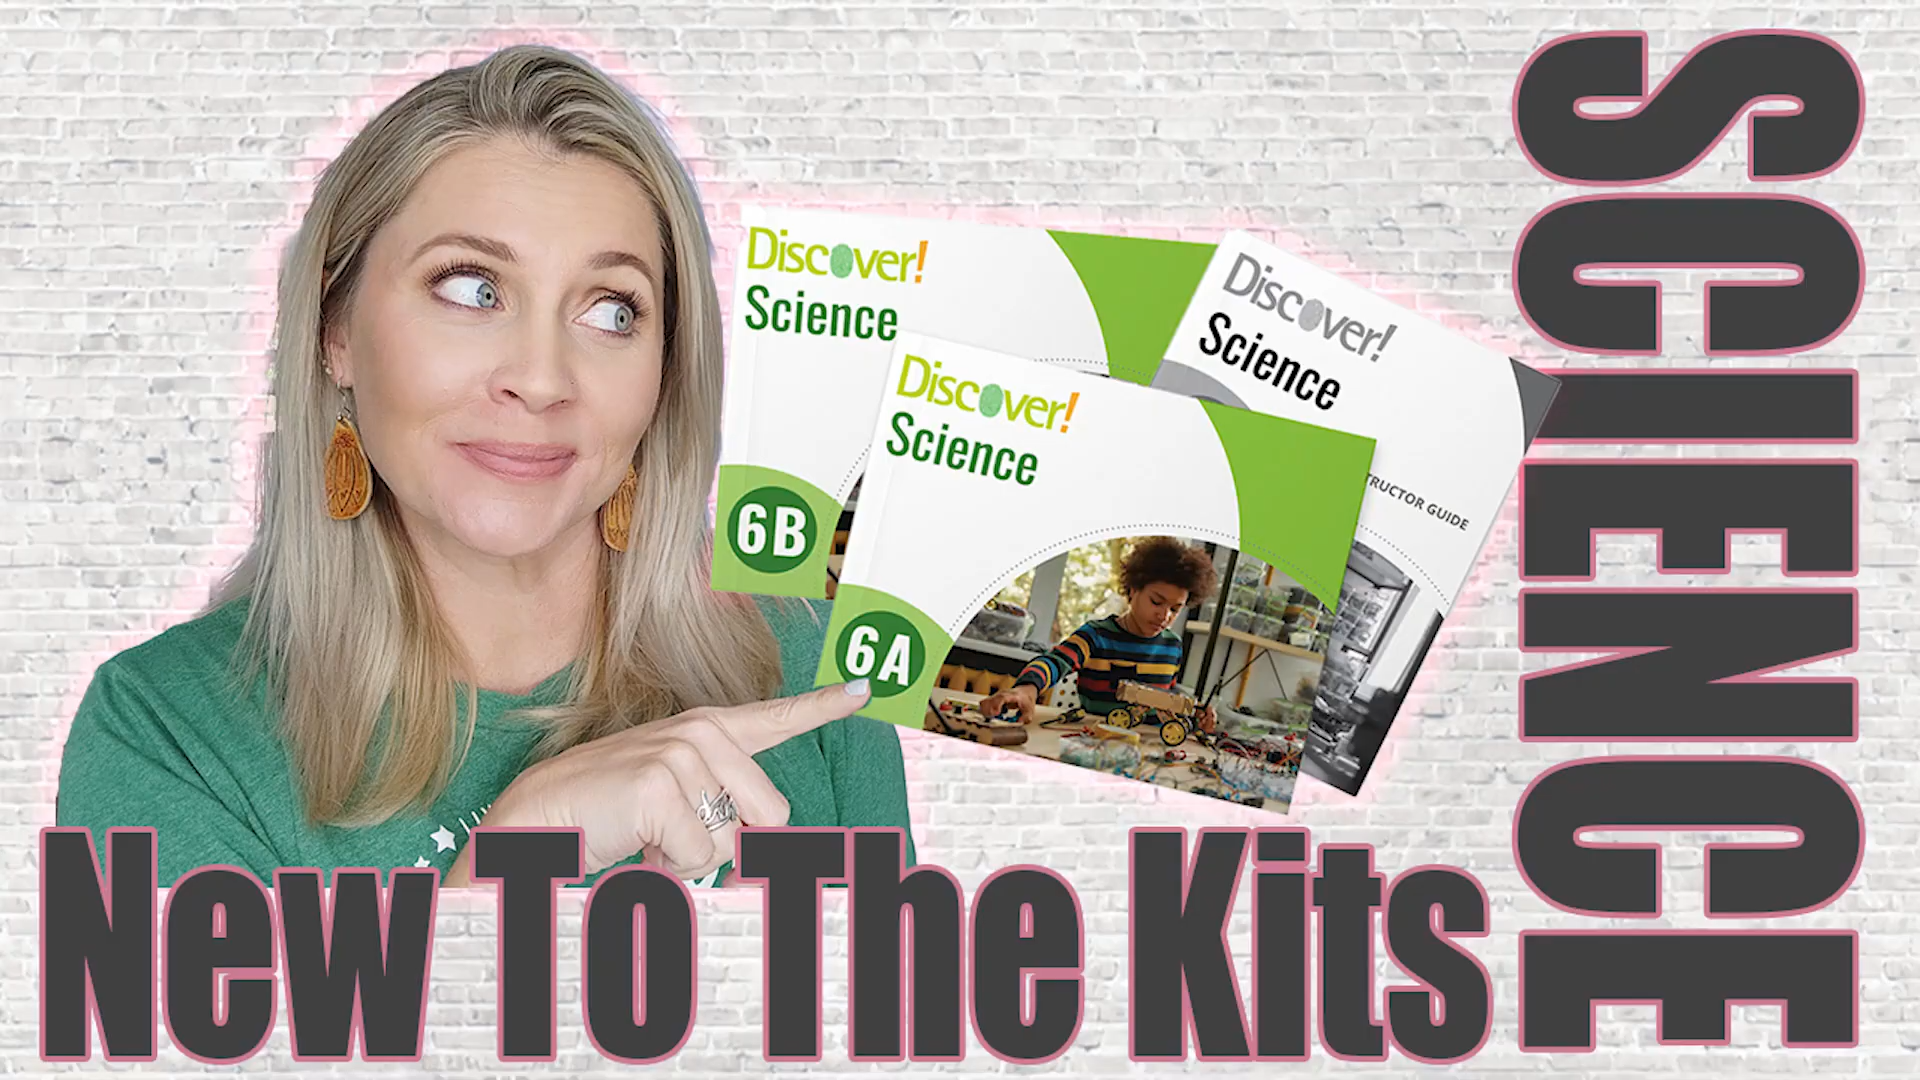 Discover!
Science
6B
Discover!
Science
6A
Discover!
Science
TRUCTOR GUIDE
New To The Kits
SCIENCE